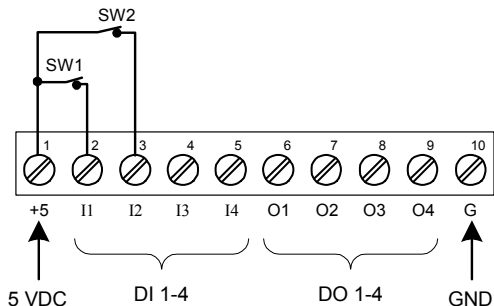 SW2
SW1
1 2 3 4 5 6 7 8 9 10
+5 I1 I2 I3 I4 O1 O2 O3 O4 G
5 VDC DI 1-4 DO 1-4 GND